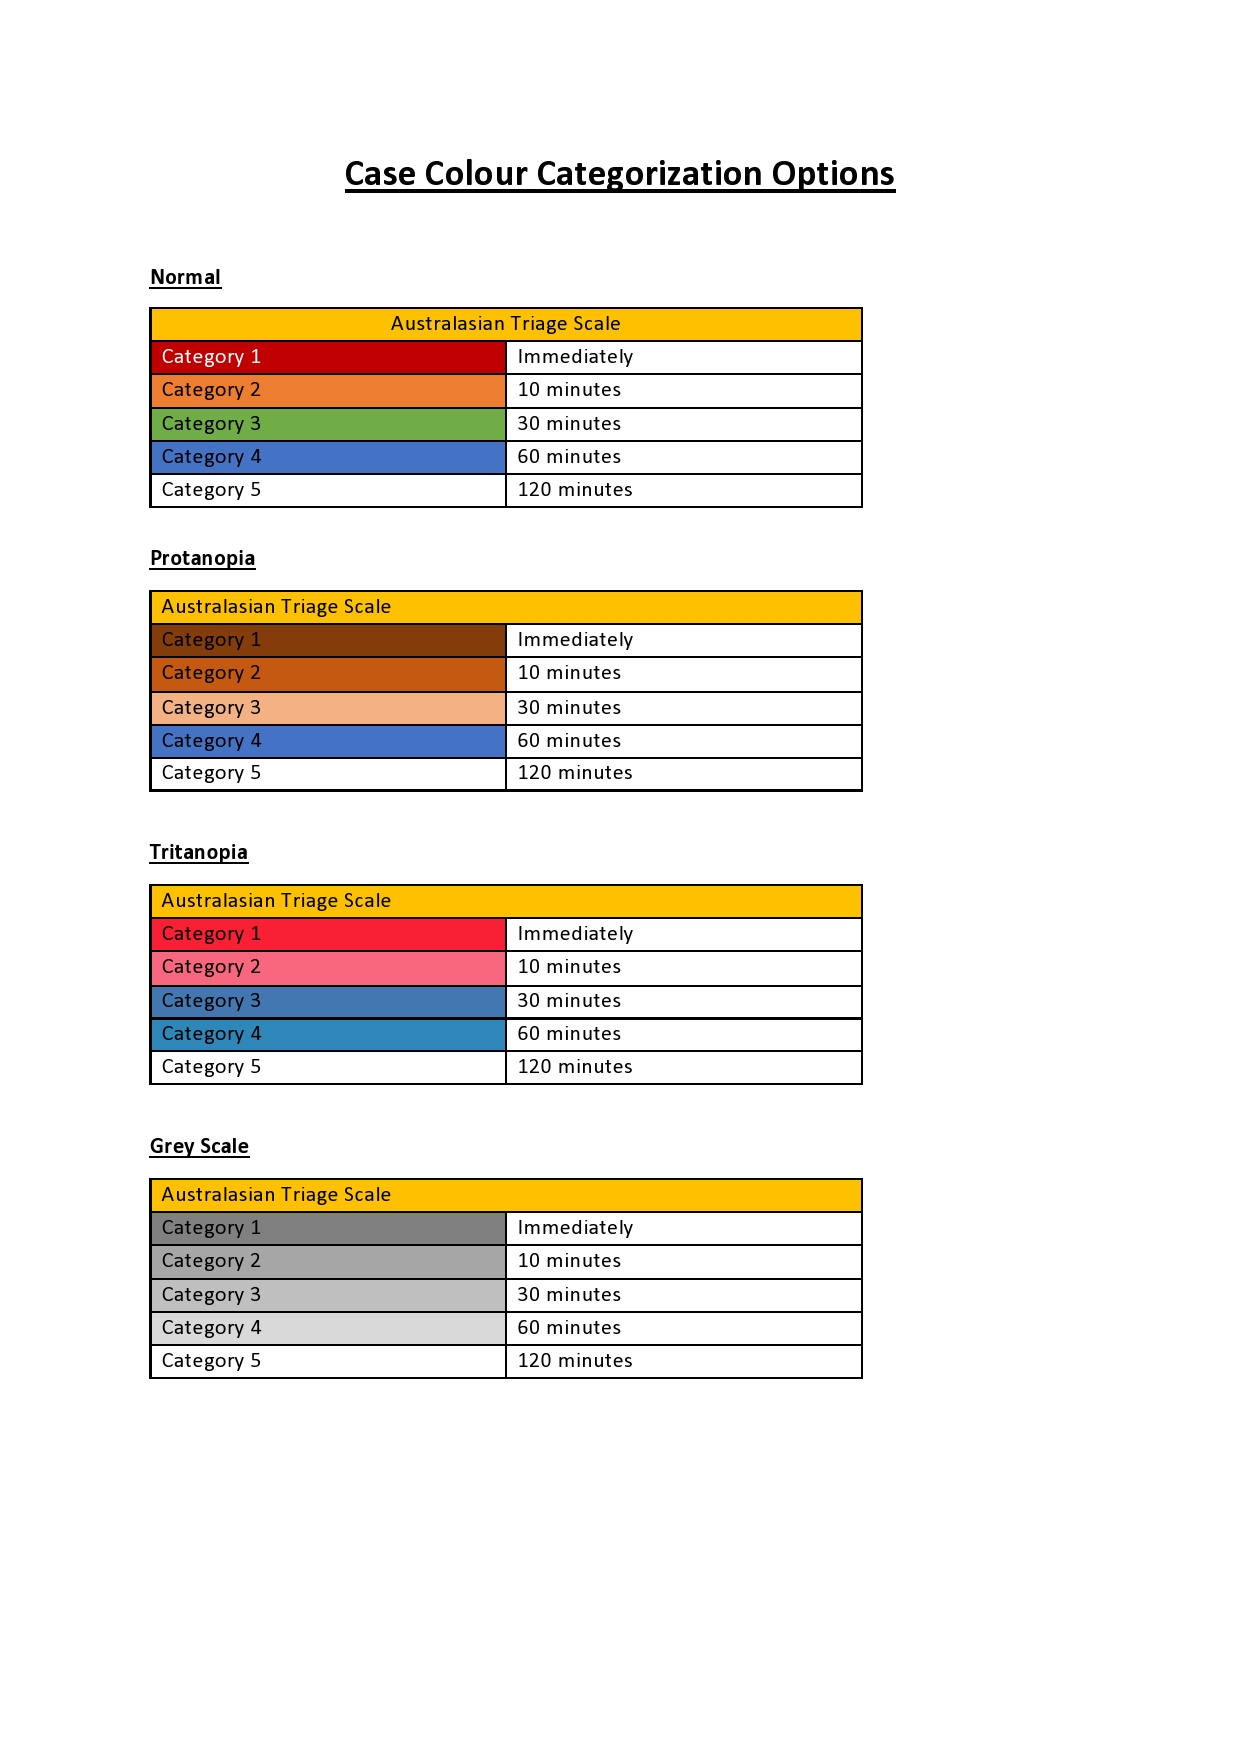 Case Colour Categorization Options
Normal
Australasian Triage Scale
Category 1 Immediately
Category 2 10 minutes
Category 3 30 minutes
Category 4 60 minutes
Category 5 120 minutes
Protanopia
Australasian Triage Scale
Category 1 Immediately
Category 2 10 minutes
Category 3 30 minutes
Category 4 60 minutes
Category 5 120 minutes
Tritanopia
Australasian Triage Scale
Category 1 Immediately
Category 2 10 minutes
Category 3 30 minutes
Category 4 60 minutes
Category 5 120 minutes
Grey Scale
Australasian Triage Scale
Category 1 Immediately
Category 2 10 minutes
Category 3 30 minutes
Category 4 60 minutes
Category 5 120 minutes